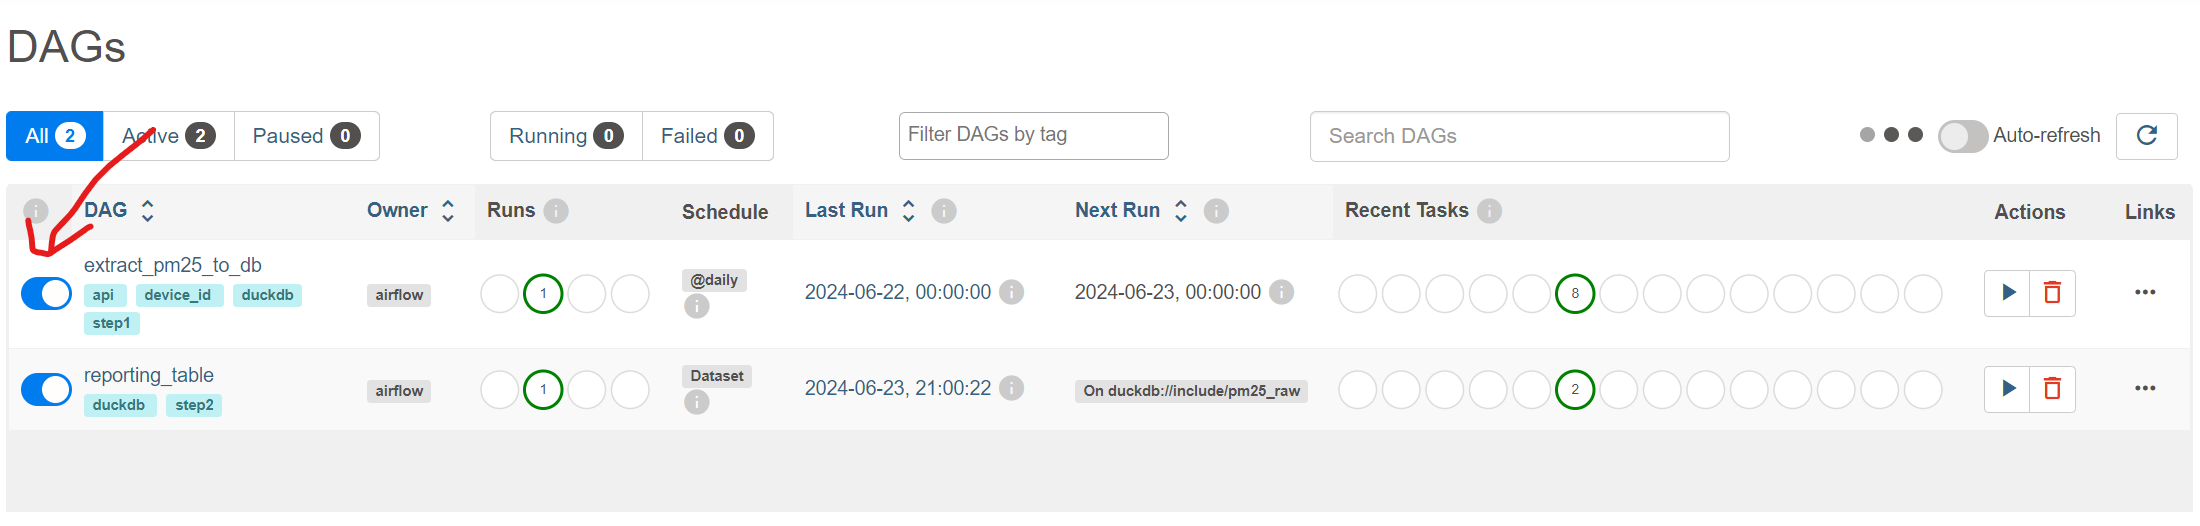 DAGs
All 2 Active 2 Paused 0 Running 0 Failed 0 Filter DAGs by tag Search DAGs Auto-refresh
DAG Owner Runs Schedule Last Run Next Run Recent Tasks Actions Links
extract_pm25_to_db
api device_id duckdb
step1
airflow
1
@daily
2024-06-22, 00:00:00
2024-06-23, 00:00:00
8
reporting_table
duckdb step2
airflow
1
Dataset
2024-06-23, 21:00:22
On duckdb://include/pm25_raw
2